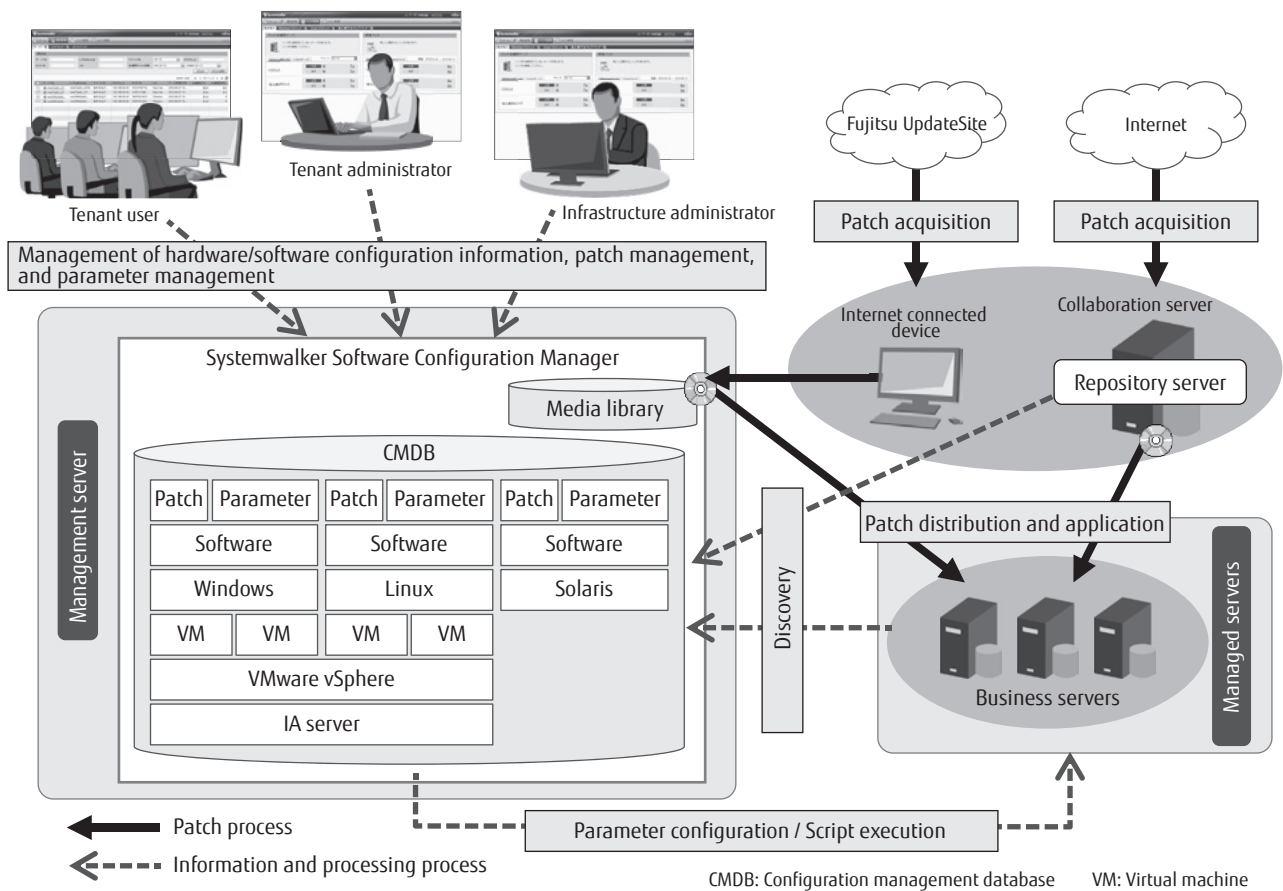 Tenant administrator
Tenant user
Infrastructure administrator
Fujitsu UpdateSite
Internet
Patch acquisition
Patch acquisition
Management of hardware/software configuration information, patch management,
and parameter management
Internet connected
device
Collaboration server
Repository server
Systemwalker Software Configuration Manager
Media library
Management server
CMDB
Patch
Parameter
Patch
Parameter
Patch
Parameter
Software
Software
Software
Windows
Linux
Solaris
VM
VM
VM
VM
VMware vSphere
IA server
Discovery
Patch distribution and application
Business servers
Managed servers
Patch process
Information and processing process
Parameter configuration / Script execution
CMDB: Configuration management database
VM: Virtual machine